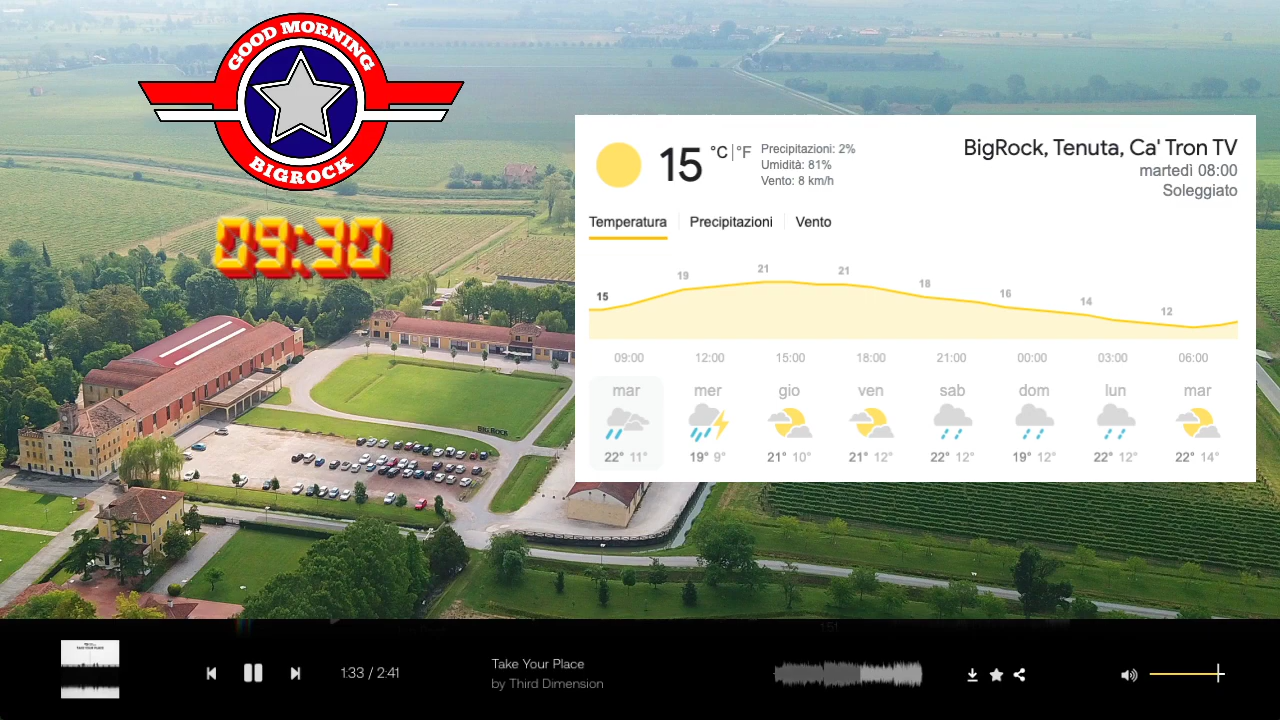 GOOD MORNING
BIGROCK
09:30
15 °C | °F
Precipitazioni: 2%
Umidità: 81%
Vento: 8 km/h
BigRock, Tenuta, Ca' Tron TV
martedì 08:00
Soleggiato
Temperatura Precipitazioni Vento
15 19 21 21 18 16 14 12
09:00 12:00 15:00 18:00 21:00 00:00 03:00 06:00
mar mer gio ven sab dom lun mar
22° 11° 19° 9° 21° 10° 21° 12° 22° 12° 19° 12° 22° 12° 22° 14°
BIGROCK
1:33 / 2:41
Take Your Place
by Third Dimension